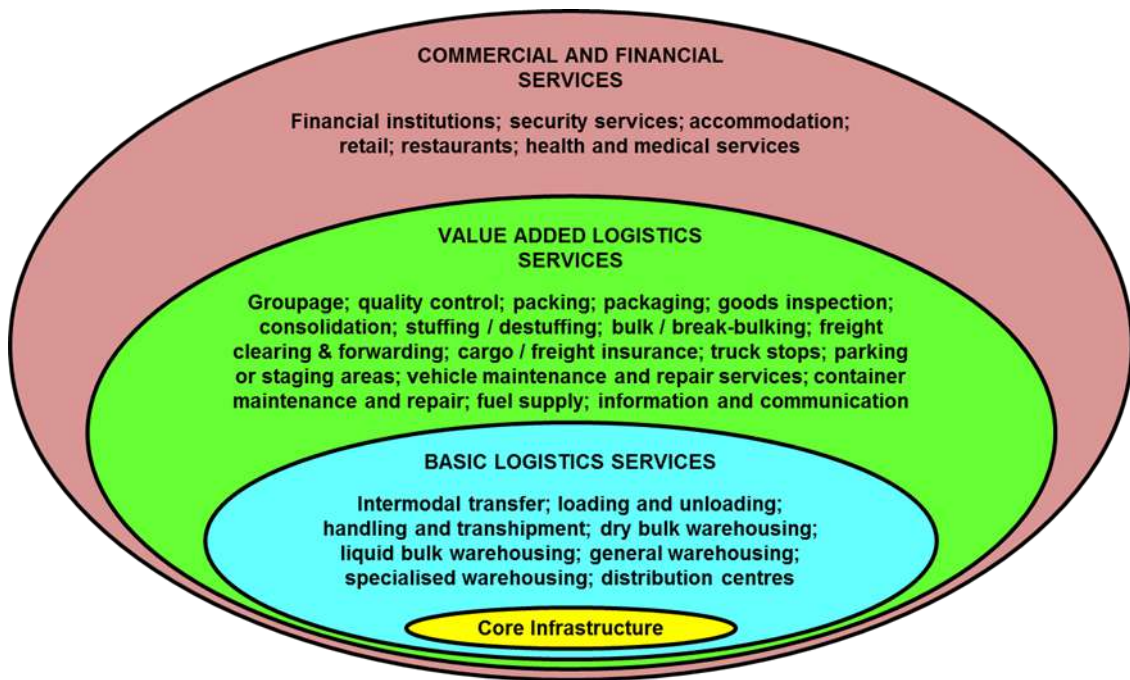 COMMERCIAL AND FINANCIAL
SERVICES
Financial institutions; security services; accommodation;
retail; restaurants; health and medical services
VALUE ADDED LOGISTICS
SERVICES
Groupage; quality control; packing; packaging; goods inspection;
consolidation; stuffing / destuffing; bulk / break-bulking; freight
clearing & forwarding; cargo / freight insurance; truck stops; parking
or staging areas; vehicle maintenance and repair services; container
maintenance and repair; fuel supply; information and communication
BASIC LOGISTICS SERVICES
Intermodal transfer; loading and unloading;
handling and transhipment; dry bulk warehousing;
liquid bulk warehousing; general warehousing;
specialised warehousing; distribution centres
Core Infrastructure